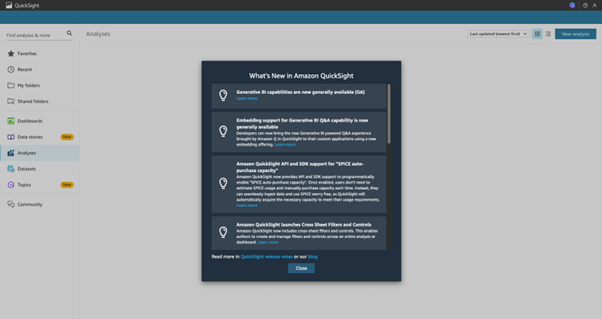 QuickSight
Find analyses & more
Analyses
Last updated (newest first)
New analysis
Favorites
Recent
My folders
Shared folders
Dashboards
Data stories New
Analyses
Datasets
Topics New
Community
What's New in Amazon QuickSight
Generative BI capabilities are now generally available (GA)
Learn more
Embedding support for Generative BI Q&A capability is now
generally available
Developers can now bring the new Generative BI powered Q&A experience
brought by Amazon Q in QuickSight to their custom applications using a new
embedding offering. Learn more
Amazon QuickSight API and SDK support for "SPICE auto-
purchase capacity"
Amazon QuickSight now provides API and SDK support to programmatically
enable "SPICE auto-purchase capacity". Once enabled, users don't need to
estimate SPICE usage and manually purchase capacity each time. Instead, they
can seamlessly ingest data and use SPICE worry free, as QuickSight will
automatically acquire the necessary capacity to meet their usage requirements.
Learn more
Amazon QuickSight launches Cross Sheet Filters and Controls
Amazon QuickSight now includes cross-sheet filters and controls. This enables
authors to create and manage filters and controls across an entire analysis or
dashboard. Learn more
Read more in QuickSight release notes or our blog.
Close